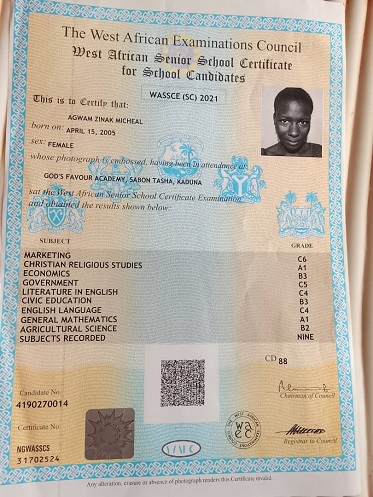 The West African Examinations Council
West African Senior School Certificate
for School Candidates
WASSCE (SC) 2021
This is to Certify that:
AGWAM ZINAK MICHEAL
born on: APRIL 15, 2005
sex: FEMALE
whose photograph is embossed, having been in attendance at:
GOD'S FAVOUR ACADEMY, SABON TASHA, KADUNA
sat the West African Senior School Certificate Examination
and obtained the results shown below:
SUBJECT GRADE
MARKETING C6
CHRISTIAN RELIGIOUS STUDIES A1
ECONOMICS B3
GOVERNMENT C5
LITERATURE IN ENGLISH C4
CIVIC EDUCATION B3
ENGLISH LANGUAGE C4
GENERAL MATHEMATICS A1
AGRICULTURAL SCIENCE B2
SUBJECTS RECORDED NINE
CD 88
Candidate No.
4190270014
Chairman of Council
Certificate No.
NGWASSCS
31702524
waec
Registrar to Council
Any alteration, erasure or absence of photograph renders this Certificate invalid.